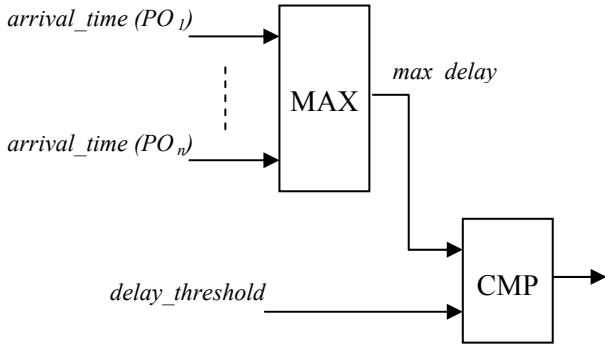 arrival_time (PO 1)
MAX
max delay
arrival_time (PO n)
delay_threshold
CMP